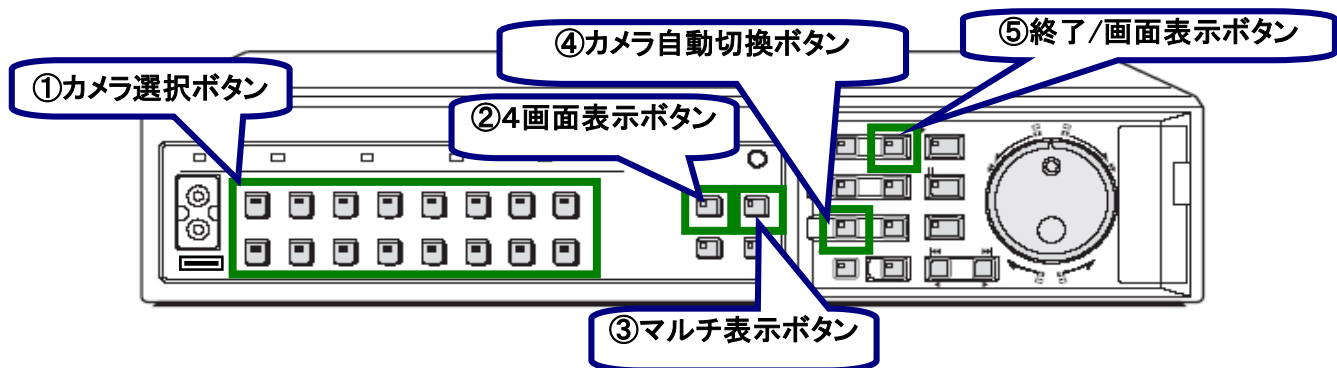 ①カメラ選択ボタン
②4画面表示ボタン
③マルチ表示ボタン
④カメラ自動切換ボタン
⑤終了/画面表示ボタン